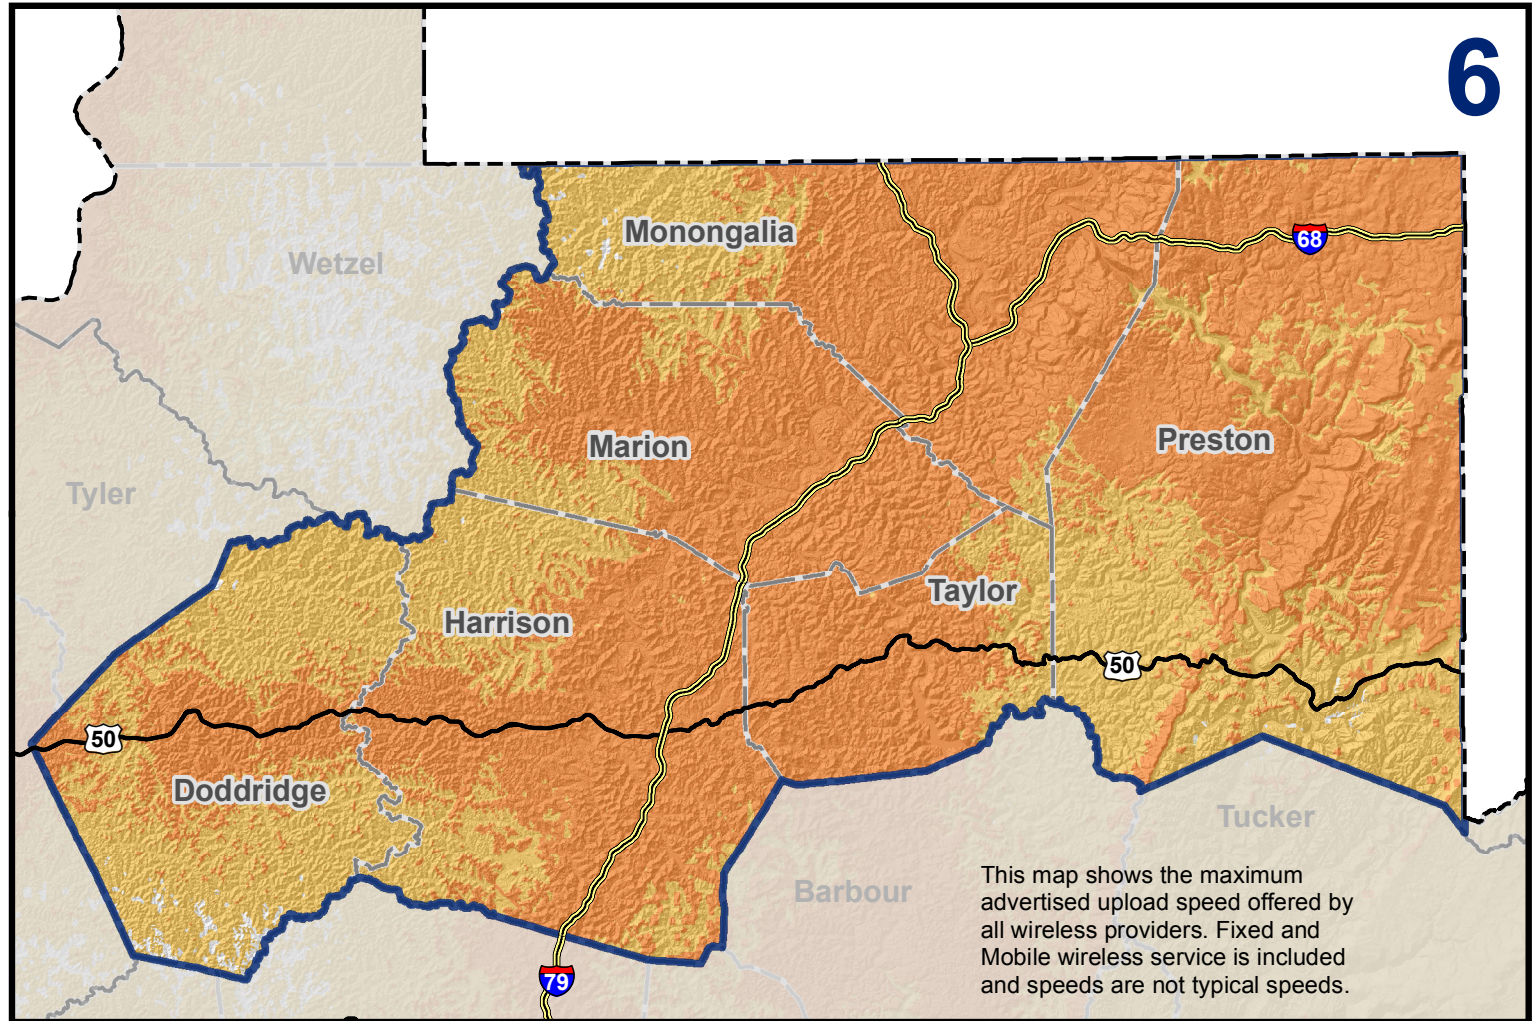 6
Monongalia
68
Wetzel
Marion
Preston
Tyler
Taylor
Harrison
50
50
Doddridge
Tucker
Barbour
This map shows the maximum
advertised upload speed offered by
all wireless providers. Fixed and
Mobile wireless service is included
and speeds are not typical speeds.
79